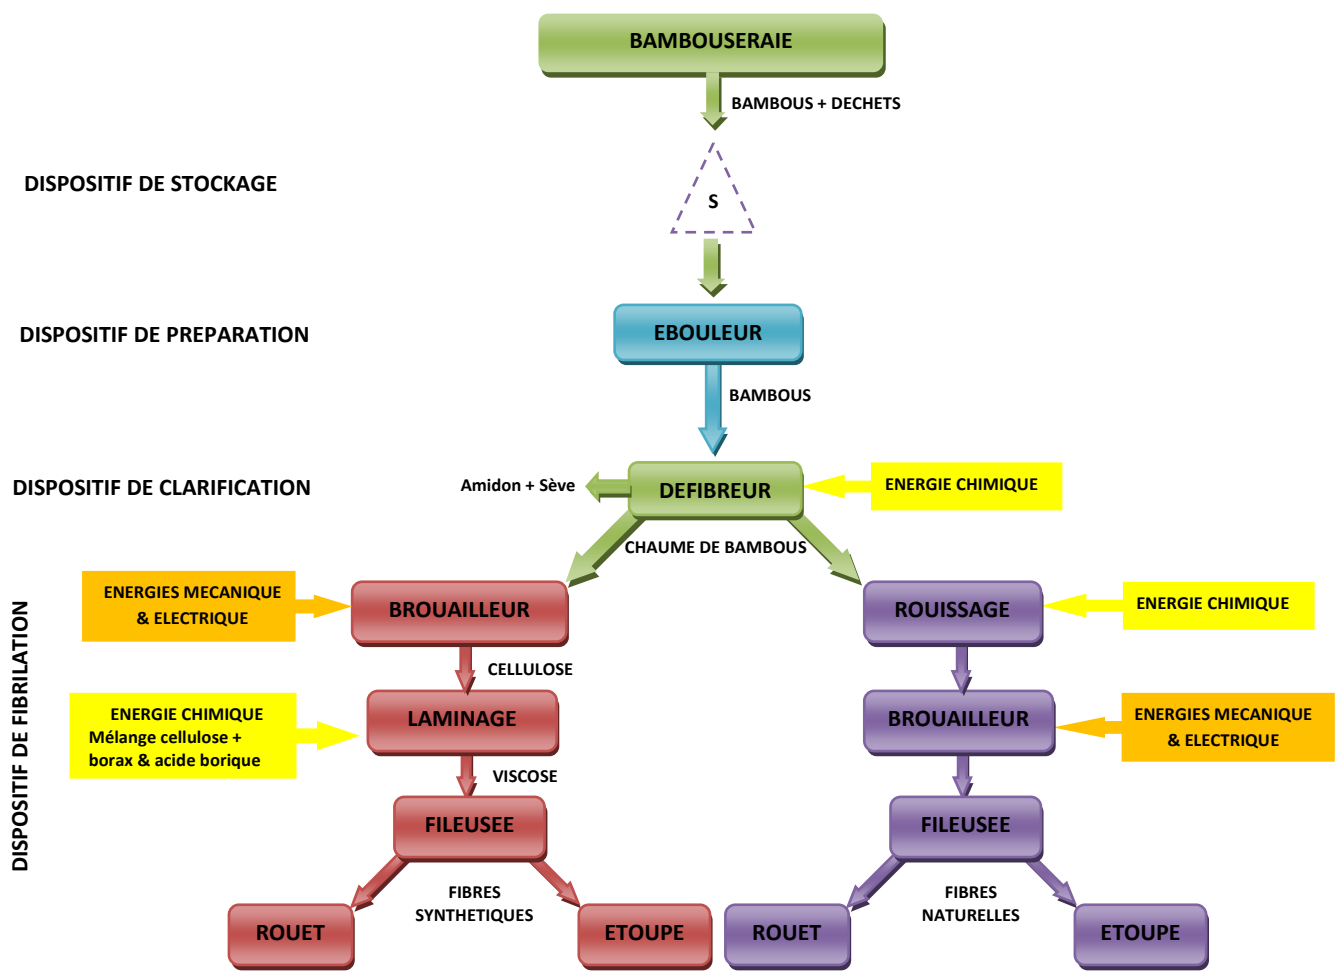 BAMBOUSERAIE
BAMBOUS + DECHETS
DISPOSITIF DE STOCKAGE
S
DISPOSITIF DE PREPARATION
EBOULEUR
BAMBOUS
DISPOSITIF DE CLARIFICATION
Amidon + Sève
DEFIBREUR
ENERGIE CHIMIQUE
CHAUME DE BAMBOUS
DISPOSITIF DE FIBRILATION
ENERGIES MECANIQUE
& ELECTRIQUE
BROUAILLEUR
ROUISSAGE
ENERGIE CHIMIQUE
CELLULOSE
ENERGIE CHIMIQUE
Mélange cellulose +
borax & acide borique
LAMINAGE
BROUAILLEUR
ENERGIES MECANIQUE
& ELECTRIQUE
VISCOSE
FILEUSEE
FILEUSEE
FIBRES
SYNTHETIQUES
FIBRES
NATURELLES
ROUET
ETOUPE
ROUET
ETOUPE